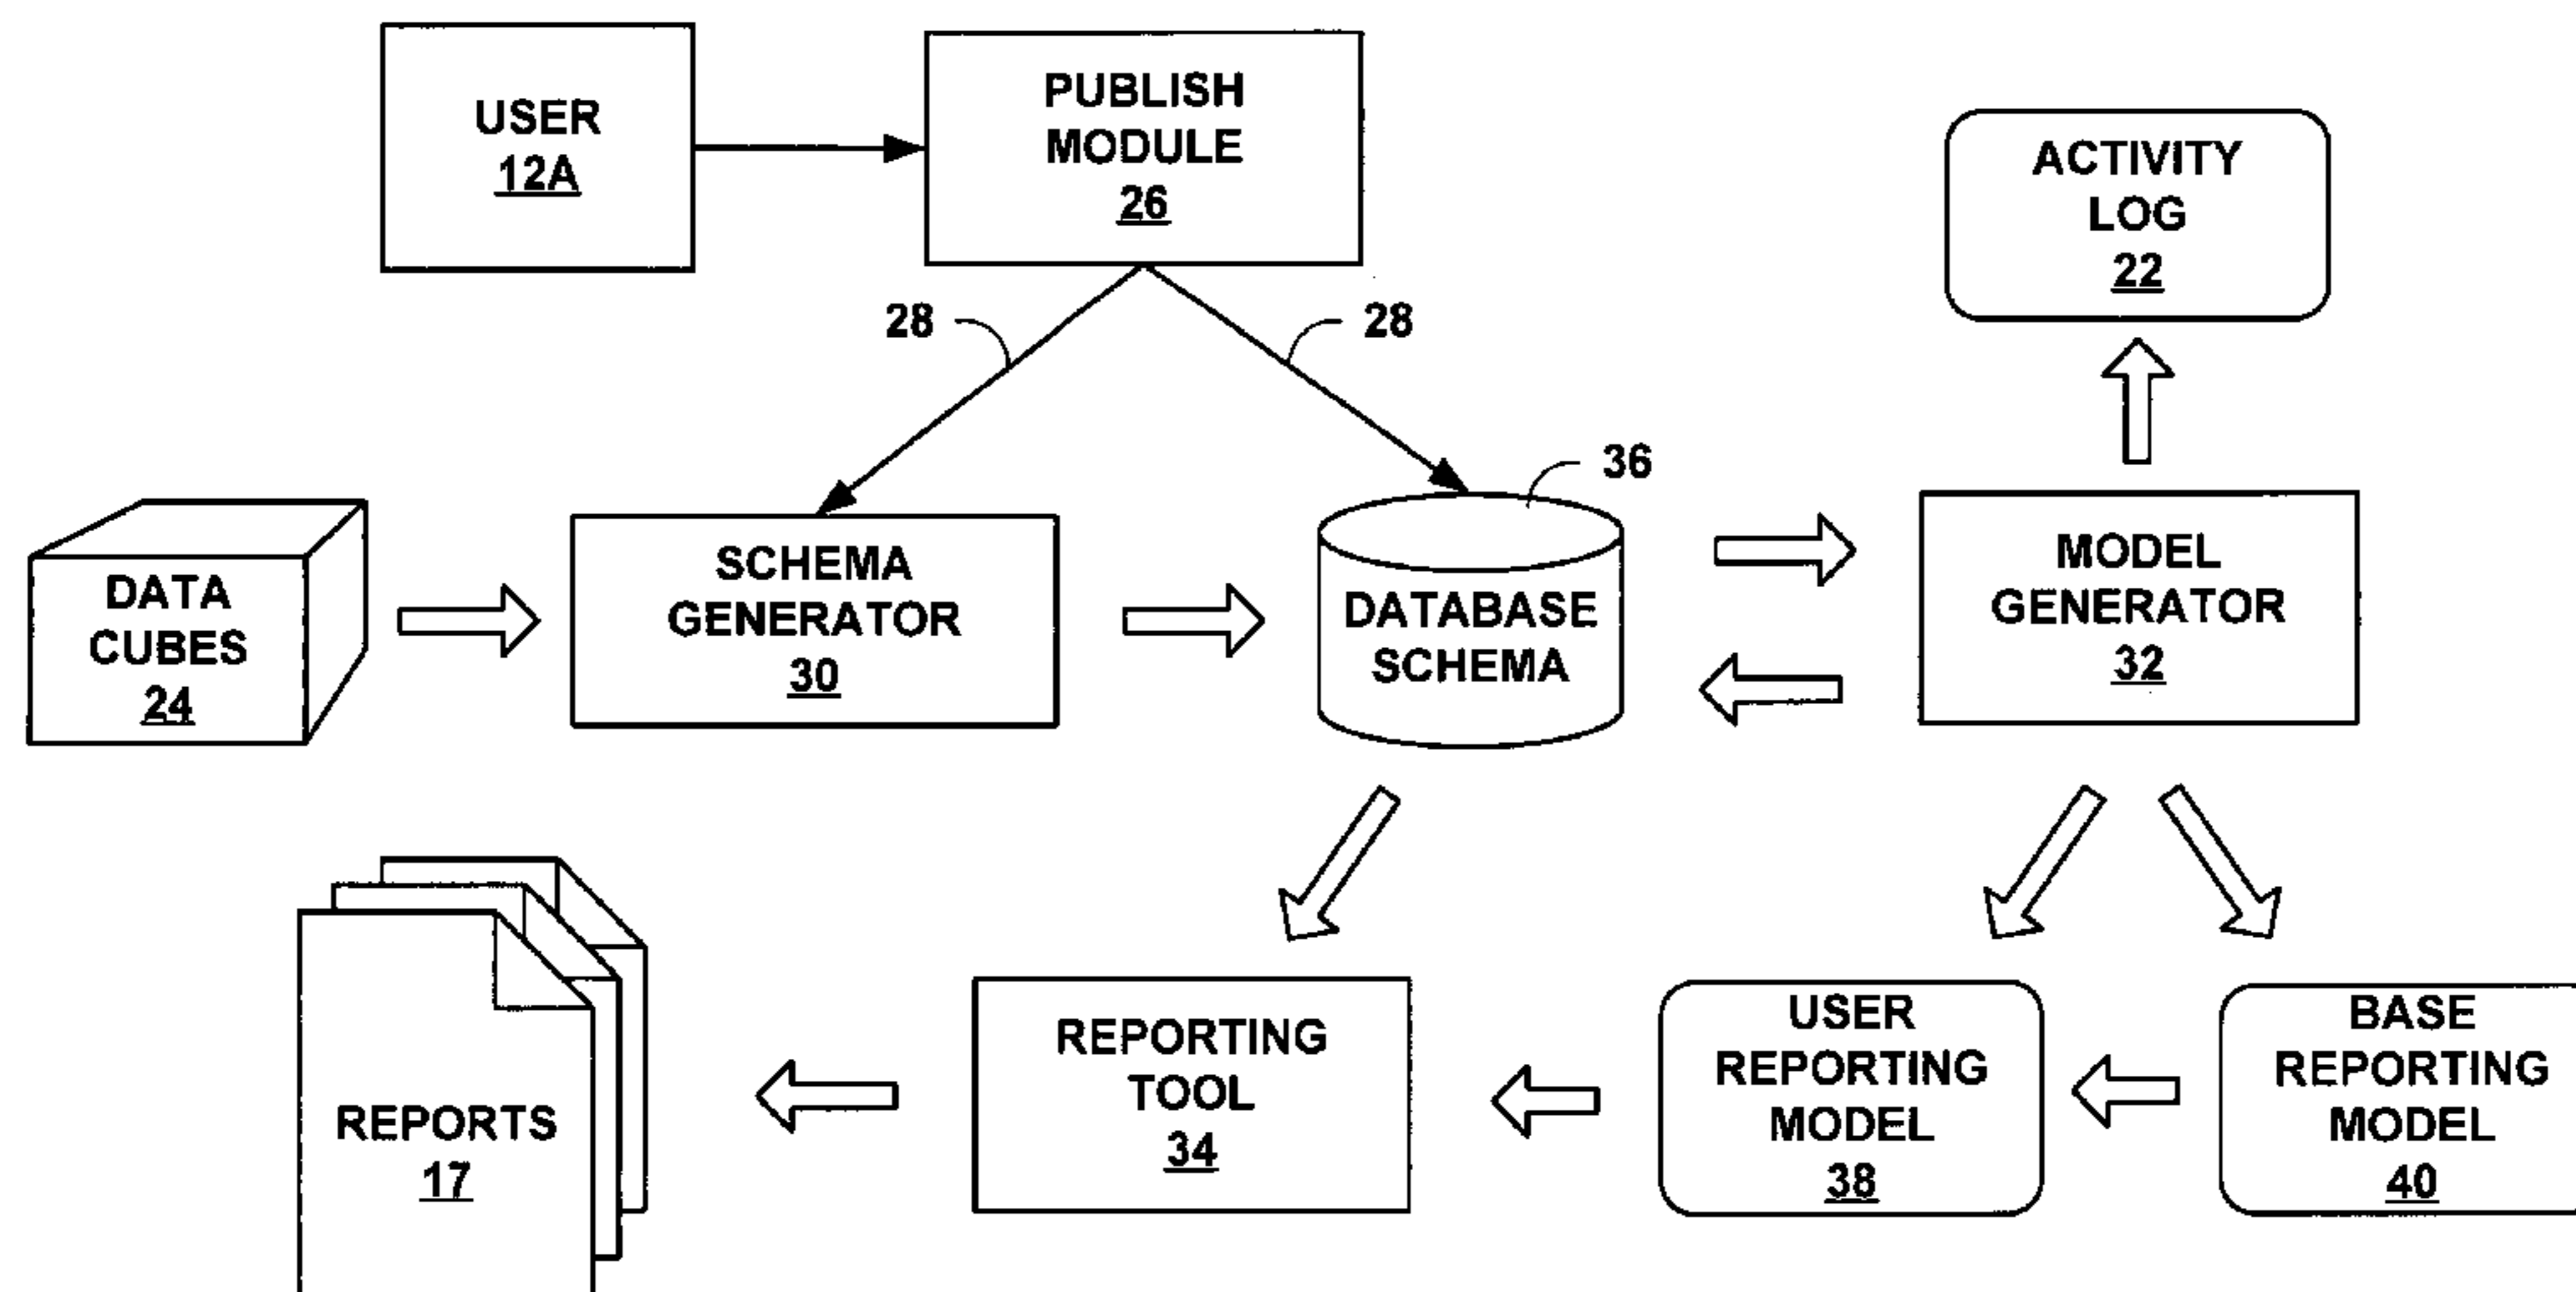 USER
12A
PUBLISH
MODULE
26
ACTIVITY
LOG
22
28
28
36
DATA
CUBES
24
SCHEMA
GENERATOR
30
DATABASE
SCHEMA
MODEL
GENERATOR
32
REPORTS
17
REPORTING
TOOL
34
USER
REPORTING
MODEL
38
BASE
REPORTING
MODEL
40